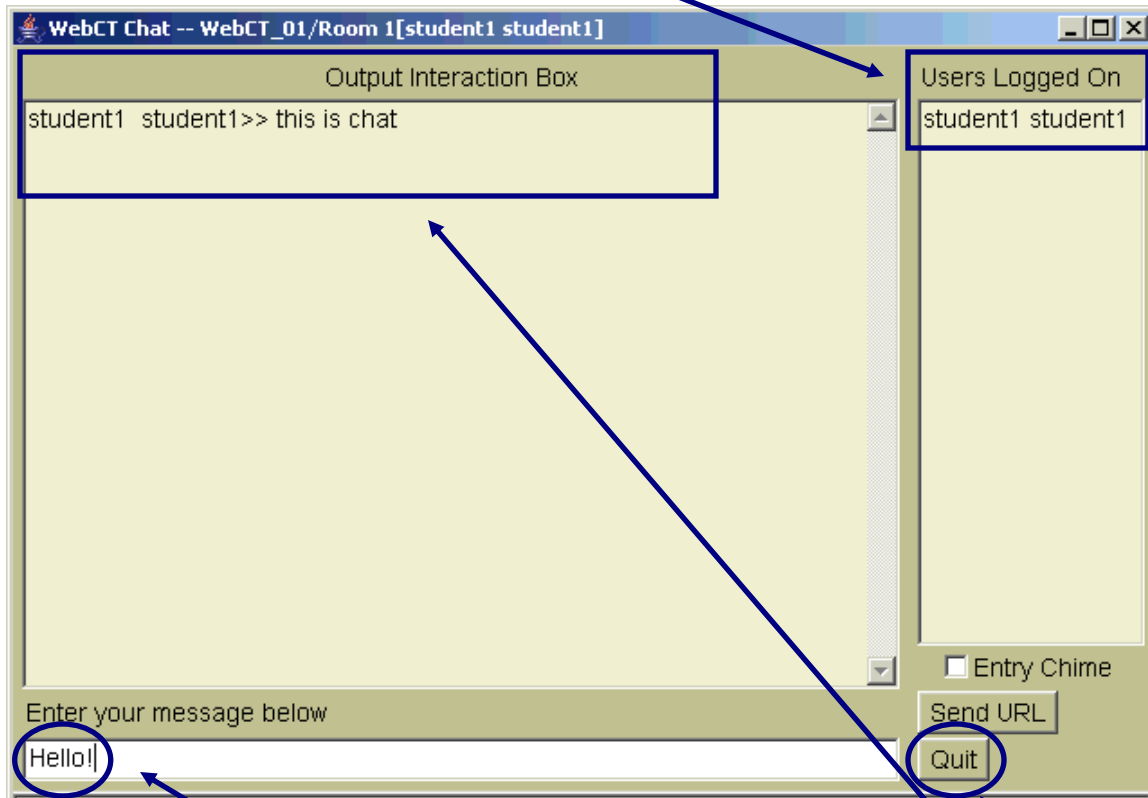 WebCT Chat -- WebCT_01/Room 1[student1 student1]
Output Interaction Box
Users Logged On
student1  student1>> this is chat
student1 student1
Entry Chime
Enter your message below
Send URL
Hello!
Quit